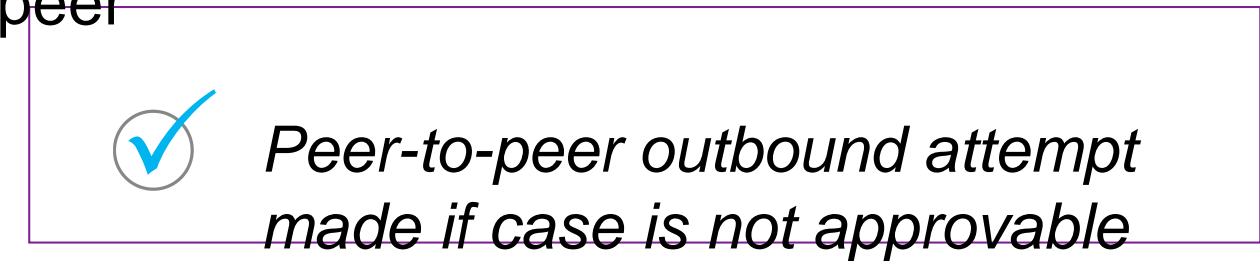 peer
Peer-to-peer outbound attempt
made if case is not approvable